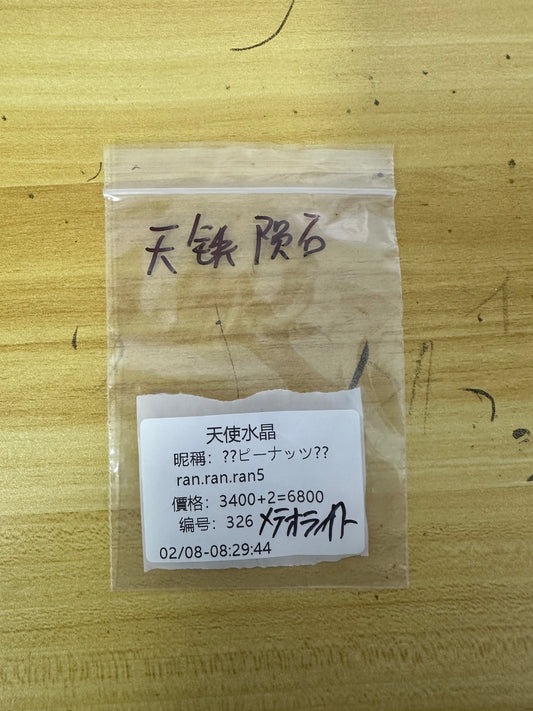 天铁 陨石
天使水晶
昵稱：??ピーナッツ??
ran.ran.ran5
價格：3400+2=6800
编号：326 メテオライト
02/08-08:29:44